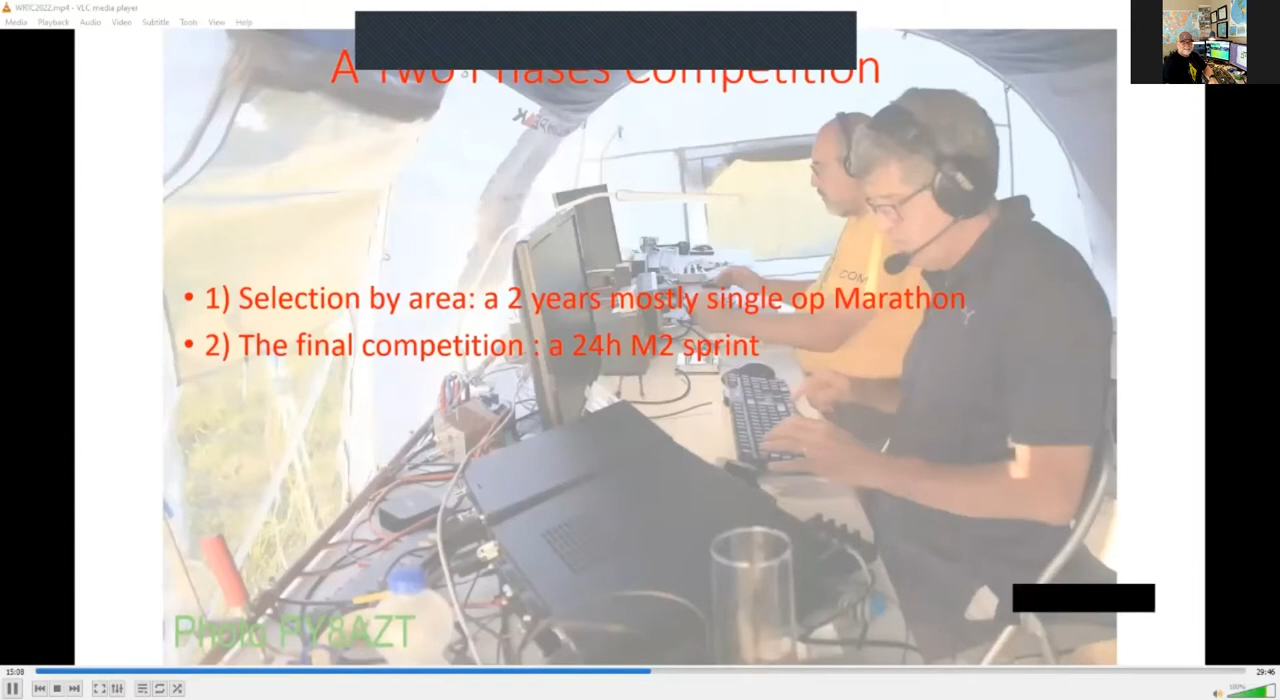 WRTC2022.mp4 - VLC media player
Media Playback Audio Video Subtitle Tools View Help
A Two Phases Competition
COM
• 1) Selection by area: a 2 years mostly single op Marathon
• 2) The final competition : a 24h M2 sprint
Photo PY8AZT
15:08
29:46
100%